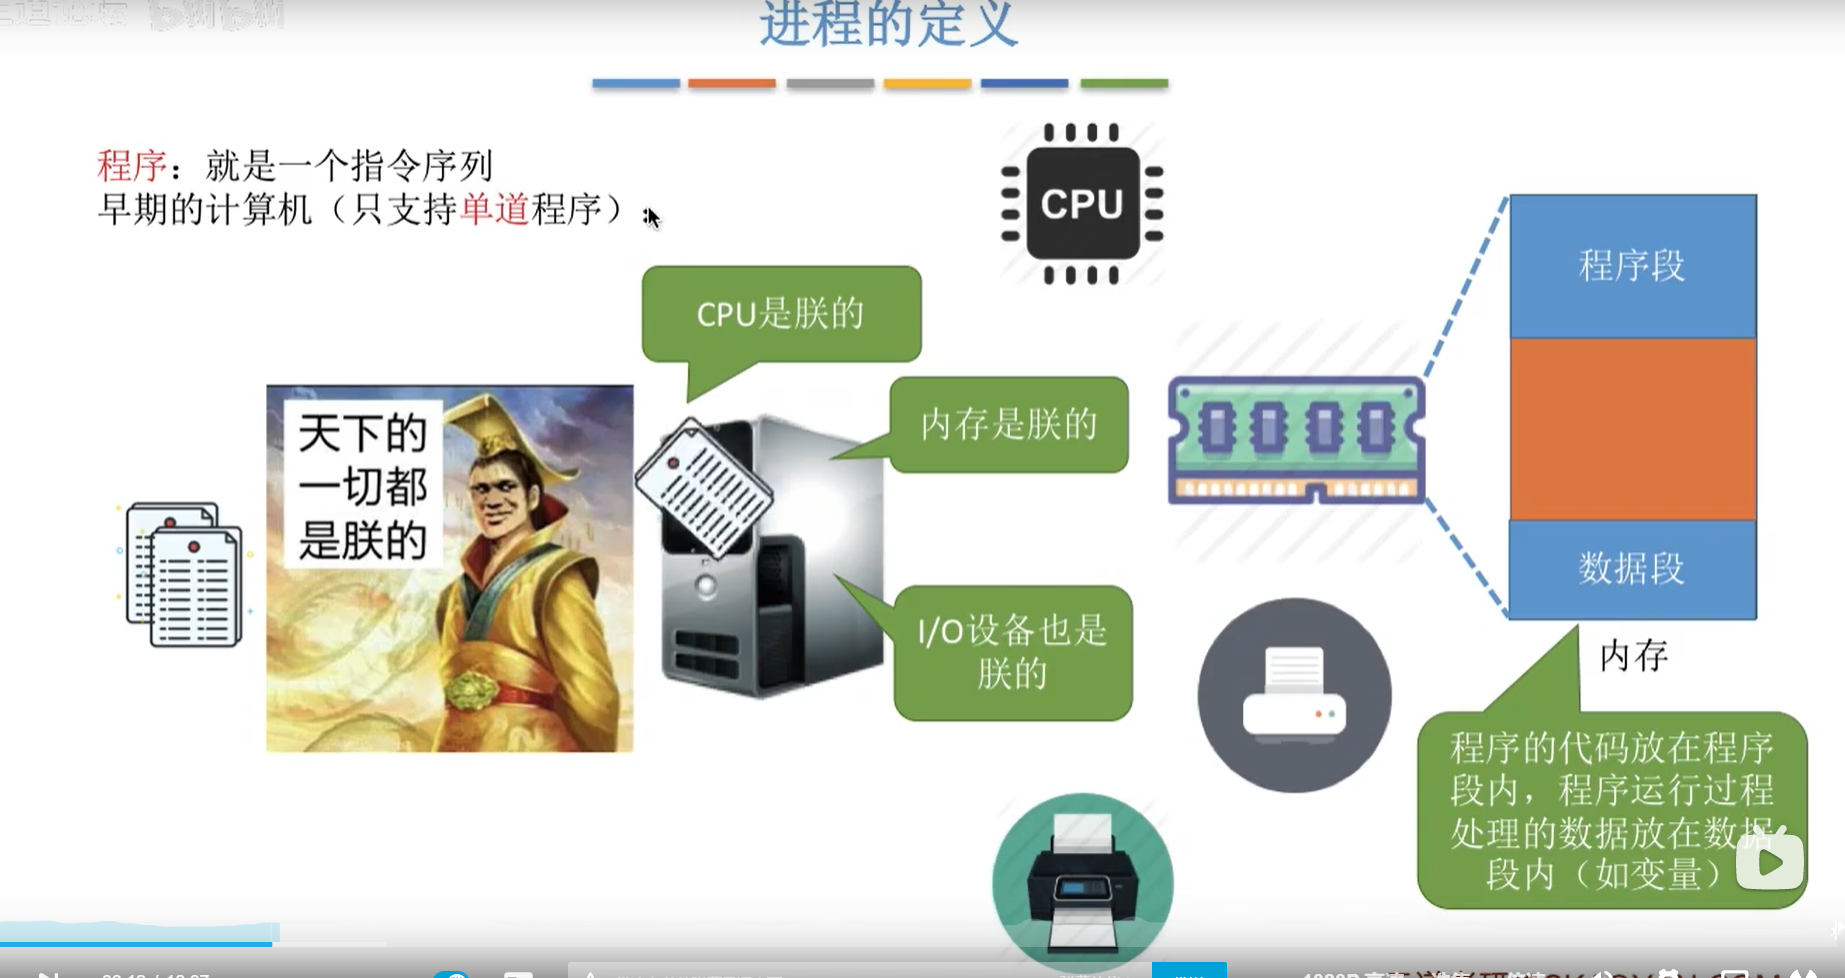 进程的定义
程序：就是一个指令序列
早期的计算机（只支持单道程序）：
CPU
CPU是朕的
内存是朕的
天下的
一切都
是朕的
I/O设备也是
朕的
程序段
数据段
内存
程序的代码放在程序
段内，程序运行过程
处理的数据放在数据
段内（如变量）